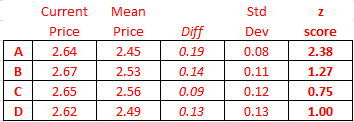 Current Mean Std z
Price Price Diff Dev score
A 2.64 2.45 0.19 0.08 2.38
B 2.67 2.53 0.14 0.11 1.27
C 2.65 2.56 0.09 0.12 0.75
D 2.62 2.49 0.13 0.13 1.00